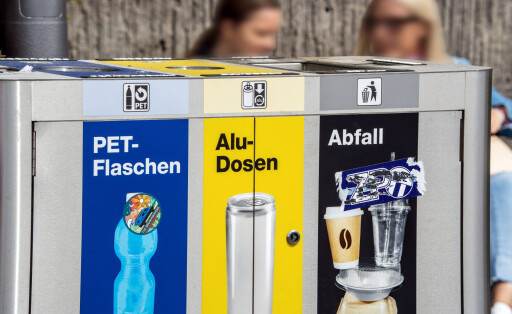 PET
PET-
Flaschen
Alu-
Dosen
Abfall